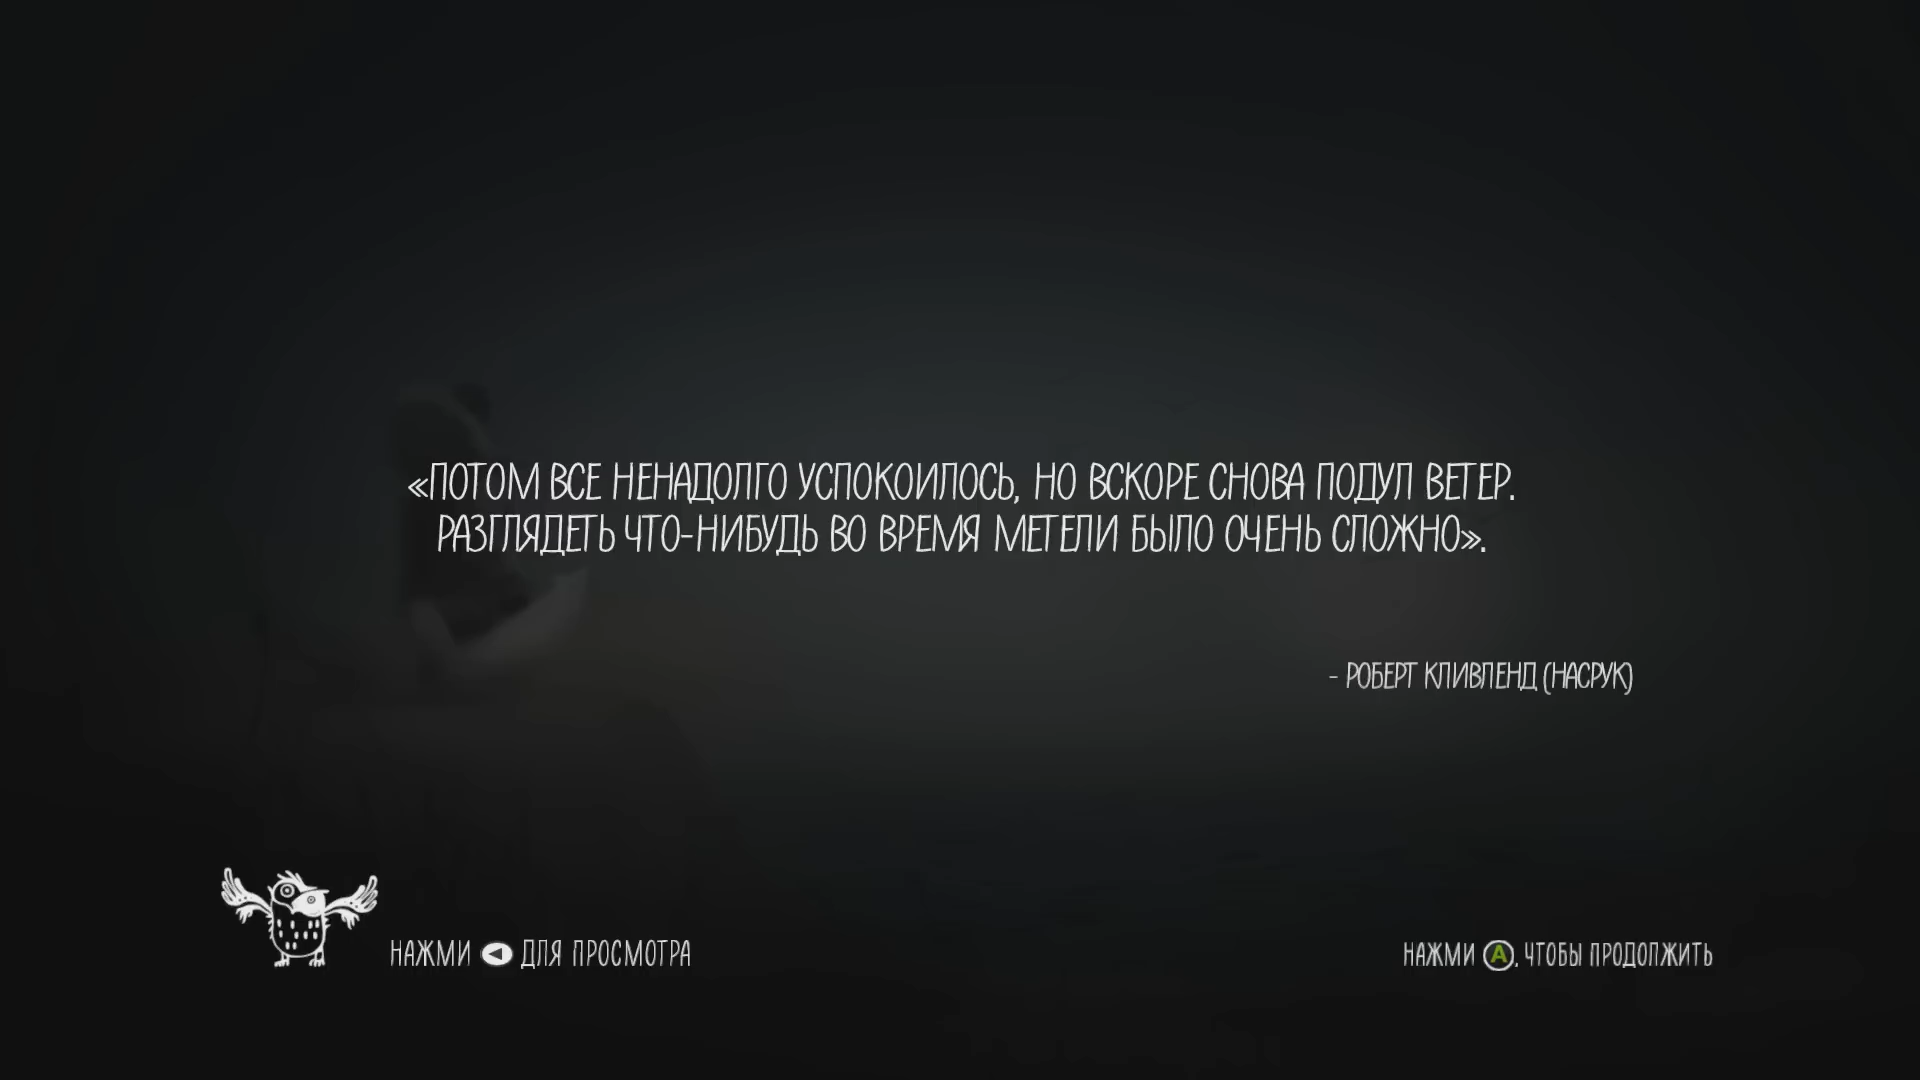 «ПОТОМ ВСЕ НЕНАДОЛГО УСПОКОИЛОСЬ, НО ВСКОРЕ СНОВА ПОДУЛ ВЕТЕР.
РАЗГЛЯДЕТЬ ЧТО-НИБУДЬ ВО ВРЕМЯ МЕТЕЛИ БЫЛО ОЧЕНЬ СЛОЖНО».
- РОБЕРТ КЛИВЛЕНД (НАСРУК)
НАЖМИ ◄ ДЛЯ ПРОСМОТРА
НАЖМИ A, ЧТОБЫ ПРОДОЛЖИТЬ